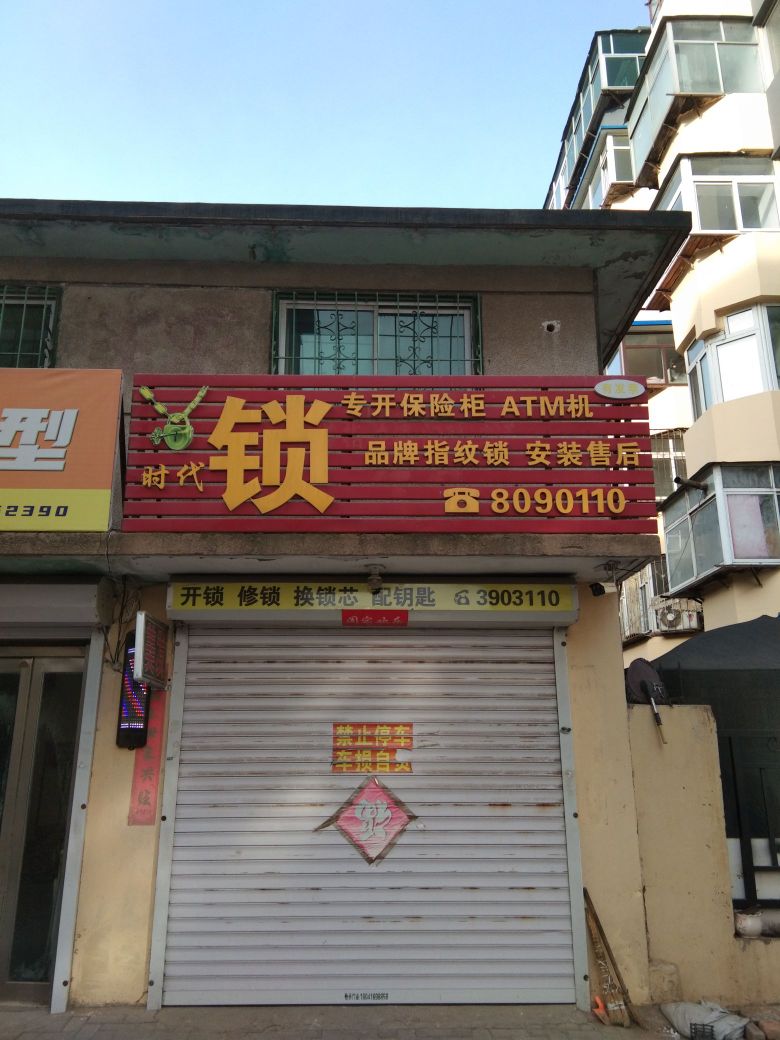 型
2390
时代
锁
专开保险柜 ATM机
品牌指纹锁 安装售后
☎8090110
开锁 修锁 换锁芯 配钥匙 ☎3903110
禁止停车
车损自负
福